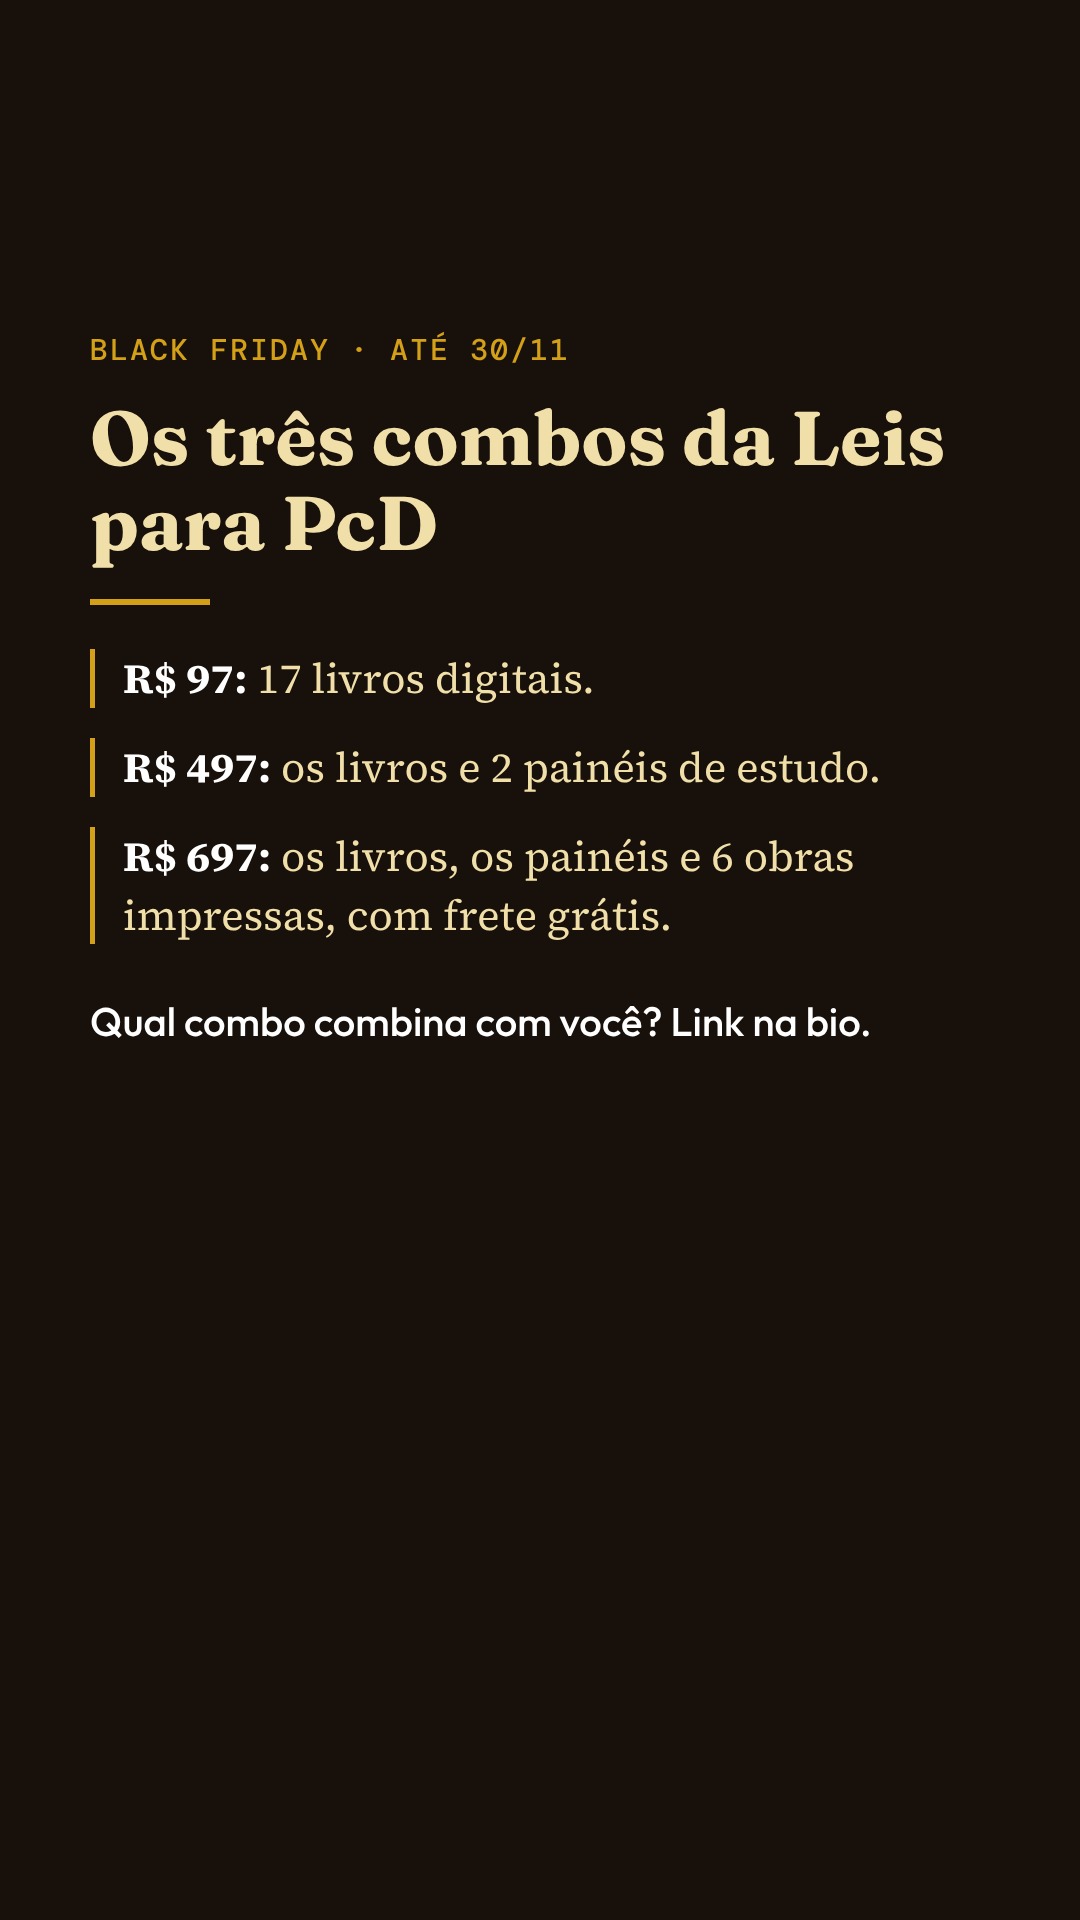 BLACK FRIDAY · ATÉ 30/11
Os três combos da Leis
para PcD
R$ 97: 17 livros digitais.
R$ 497: os livros e 2 painéis de estudo.
R$ 697: os livros, os painéis e 6 obras
impressas, com frete grátis.
Qual combo combina com você? Link na bio.